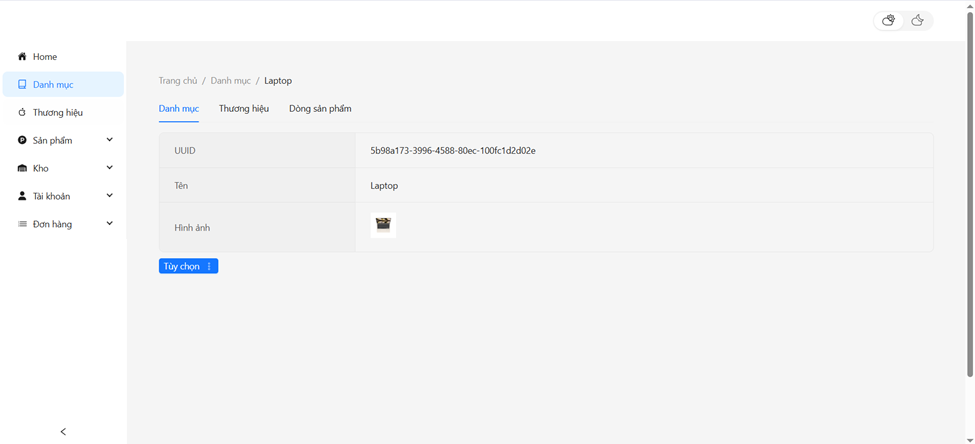 Home
Danh mục
Thương hiệu
Sản phẩm
Kho
Tài khoản
Đơn hàng
Trang chủ / Danh mục / Laptop
Danh mục Thương hiệu Dòng sản phẩm
UUID 5b98a173-3996-4588-80ec-100fc1d2d02e
Tên Laptop
Hình ảnh
Tùy chọn